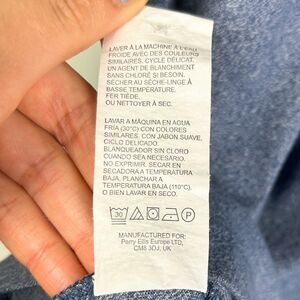 LAVER À LA MACHINE À L'EAU
FROIDE AVEC DES COULEURS
SIMILAIRES. CYCLE DÉLICAT.
UN AGENT DE BLANCHIMENT
SANS CHLORE SI BESOIN.
SÉCHER AU SÈCHE-LINGE À
BASSE TEMPÉRATURE.
FER TIÈDE,
OU NETTOYER À SEC.
LAVAR A MÁQUINA EN AGUA
FRÍA (30°C) CON COLORES
SIMILARES. CON JABÓN SUAVE.
CICLO DELICADO.
BLANQUEADOR SIN CLORO
CUANDO SEA NECESARIO.
NO EXPRIMIR. SECAR EN
SECADORA A TEMPERATURA
BAJA, PLANCHAR A
TEMPERATURA BAJA (110°C).
O LAVAR EN SECO.
30 P
MANUFACTURED FOR:
Perry Ellis Europe LTD,
CM8 3DJ, UK